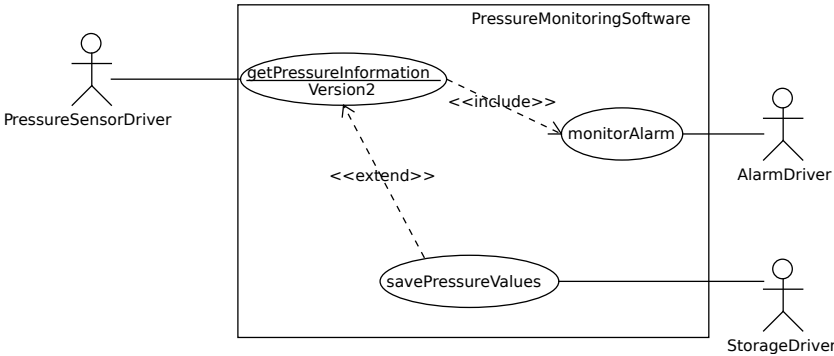 PressureMonitoringSoftware
getPressureInformation
Version2
<<include>>
PressureSensorDriver
monitorAlarm
AlarmDriver
<<extend>>
savePressureValues
StorageDriver